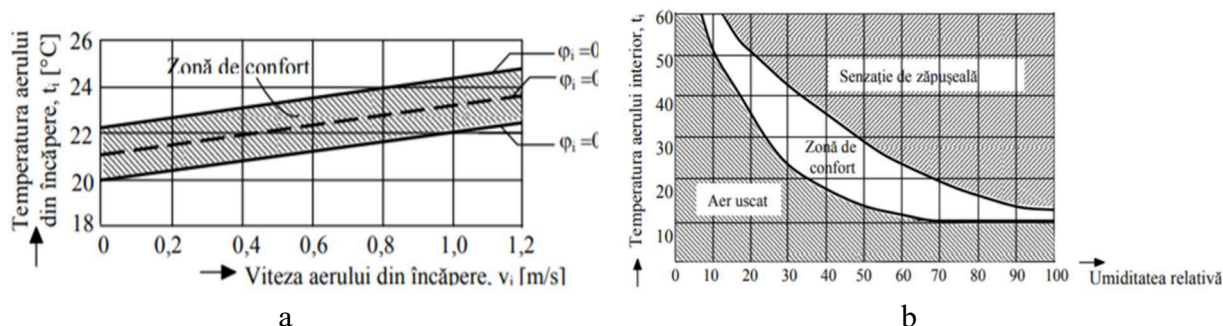 a
Temperatura aerului
din încăpere, tᵢ [°C]
26
24
22
20
18
Zonă de confort
φᵢ =0
φᵢ =0
φᵢ =0
0 0,2 0,4 0,6 0,8 1,0 1,2
Viteza aerului din încăpere, vᵢ [m/s]
a
b
Temperatura aerului interior, tᵢ
60
50
40
30
20
10
Senzație de zăpușeală
Zonă de
confort
Aer uscat
0 10 20 30 40 50 60 70 80 90 100
Umiditatea relativă
b